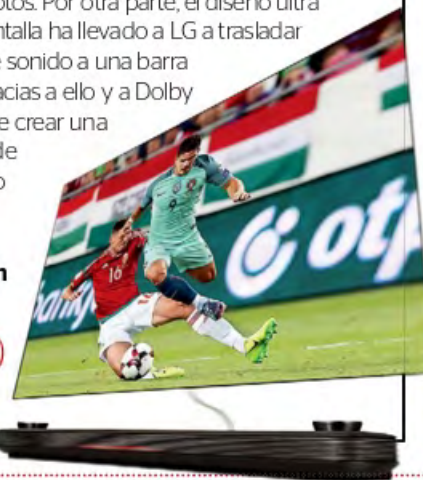 otos. Por otra parte, el diseño ultra
ntalla ha llevado a LG a trasladar
e sonido a una barra
acias a ello y a Dolby
e crear una
de
o
n
9
16
bank
otp